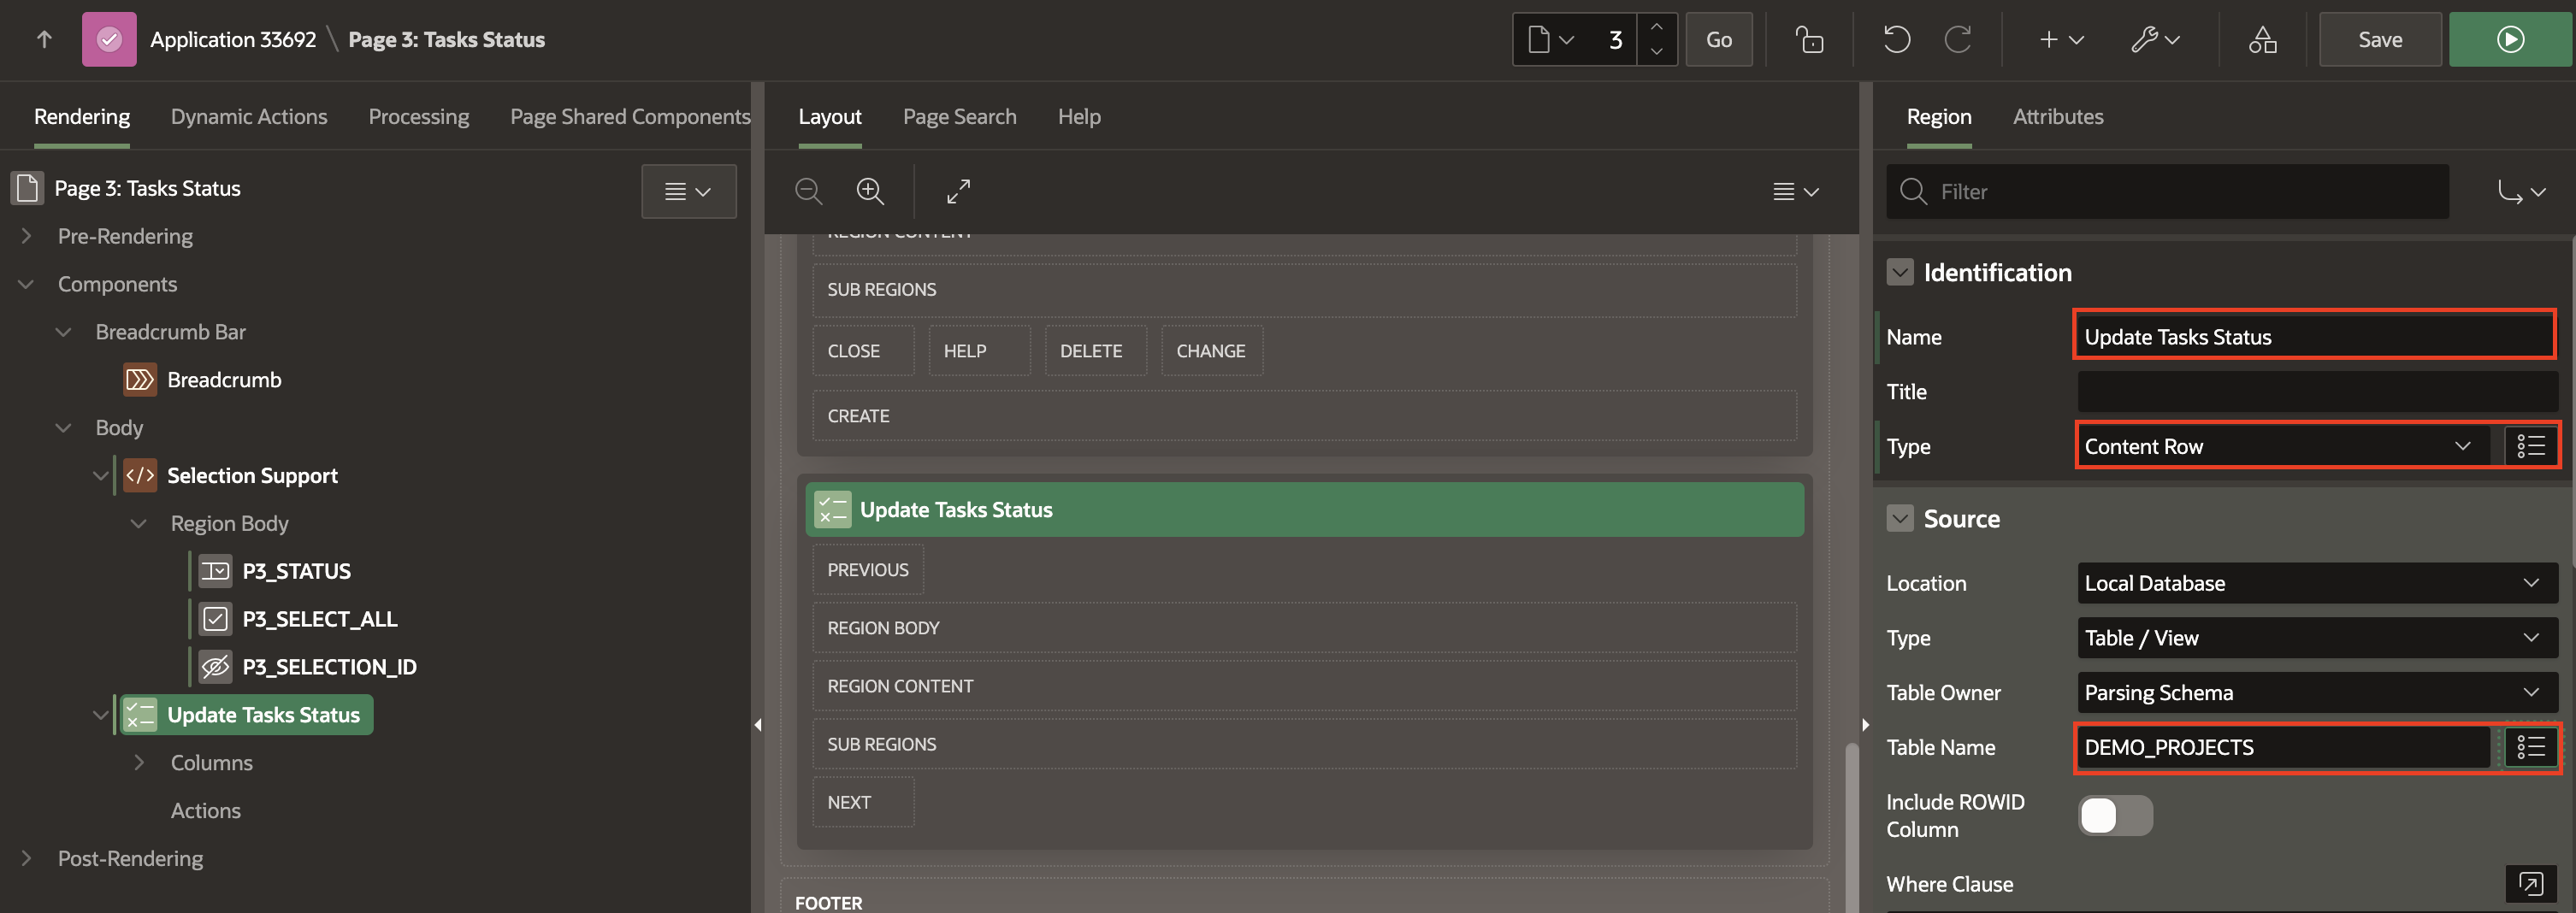 Application 33692 \ Page 3: Tasks Status
3
Go
Save
Rendering
Dynamic Actions
Processing
Page Shared Components
Page 3: Tasks Status
Pre-Rendering
Components
Breadcrumb Bar
Breadcrumb
Body
Selection Support
Region Body
P3_STATUS
P3_SELECT_ALL
P3_SELECTION_ID
Update Tasks Status
Columns
Actions
Post-Rendering
Layout
Page Search
Help
REGION CONTENT
SUB REGIONS
CLOSE
HELP
DELETE
CHANGE
CREATE
Update Tasks Status
PREVIOUS
REGION BODY
REGION CONTENT
SUB REGIONS
NEXT
FOOTER
Region
Attributes
Filter
Identification
Name
Update Tasks Status
Title
Type
Content Row
Source
Location
Local Database
Type
Table / View
Table Owner
Parsing Schema
Table Name
DEMO_PROJECTS
Include ROWID
Column
Where Clause